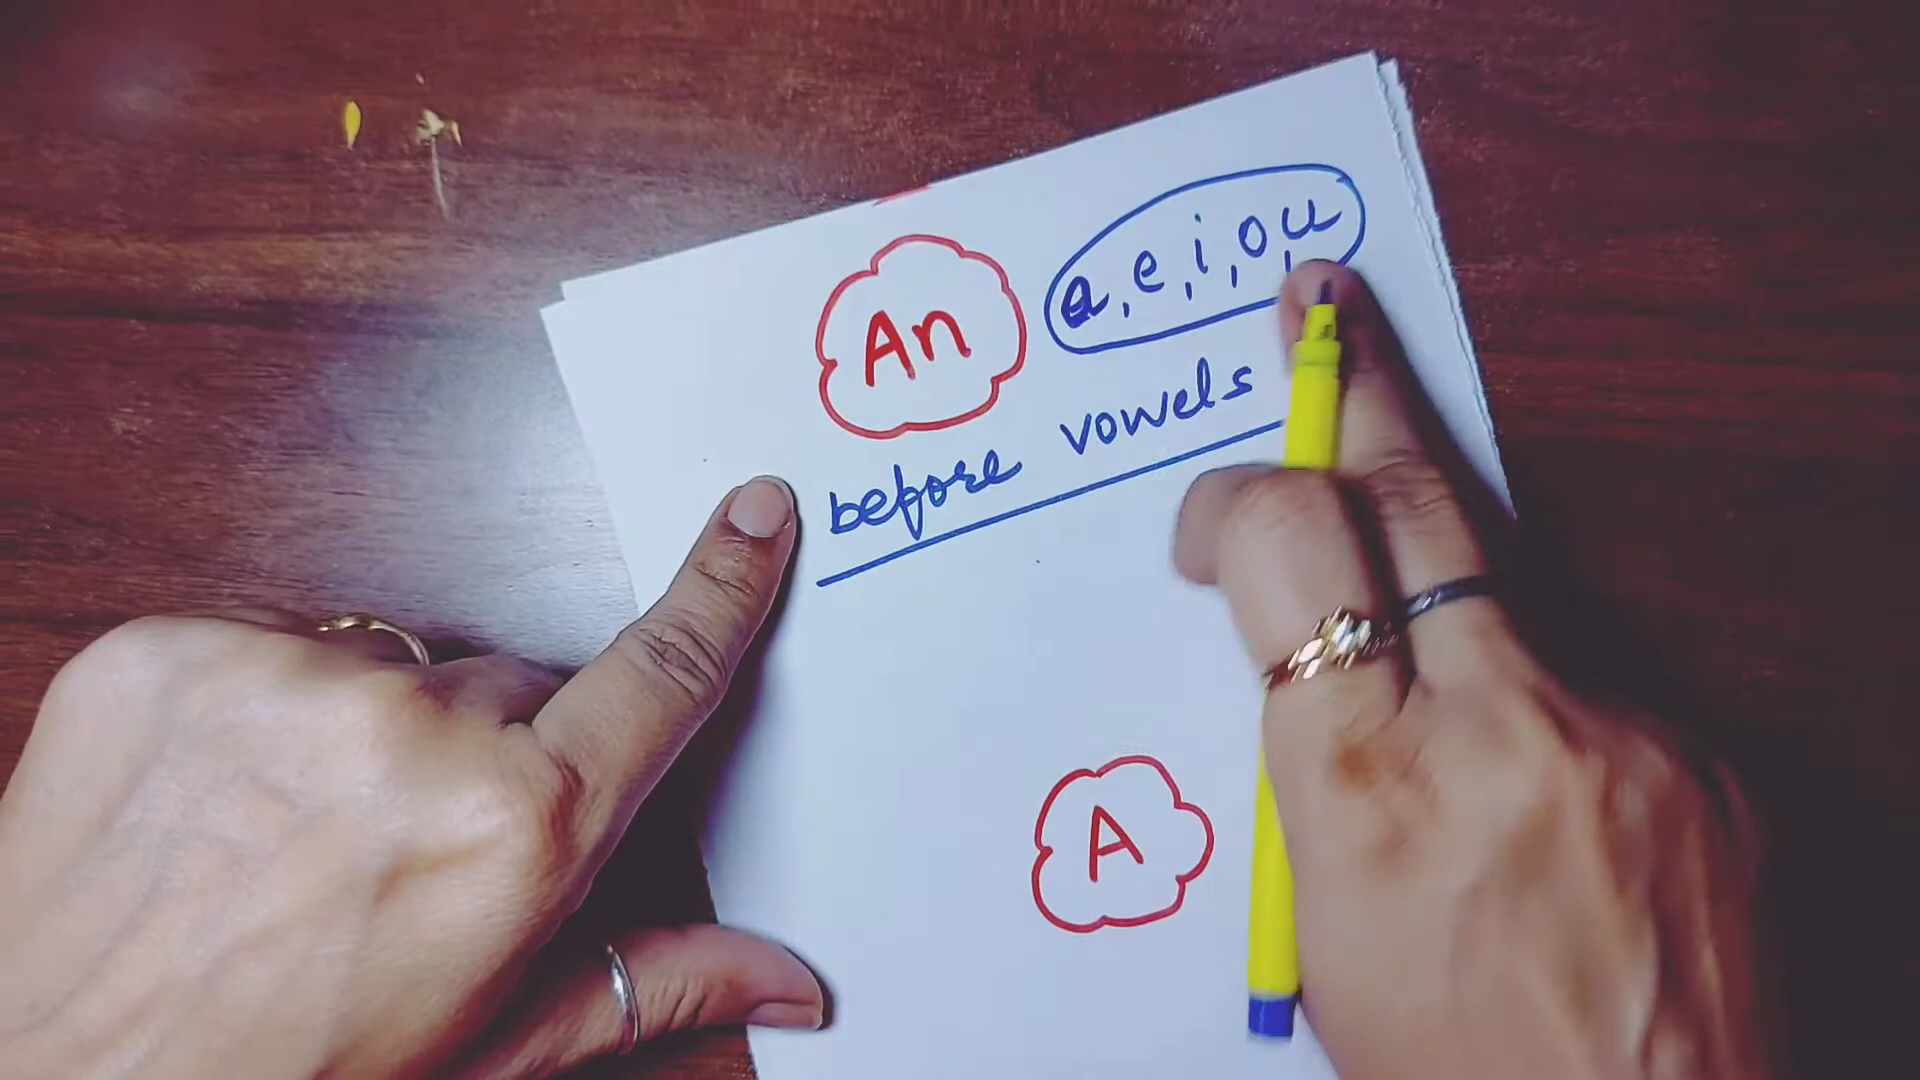 An a, e, i, o, u
before vowels
A